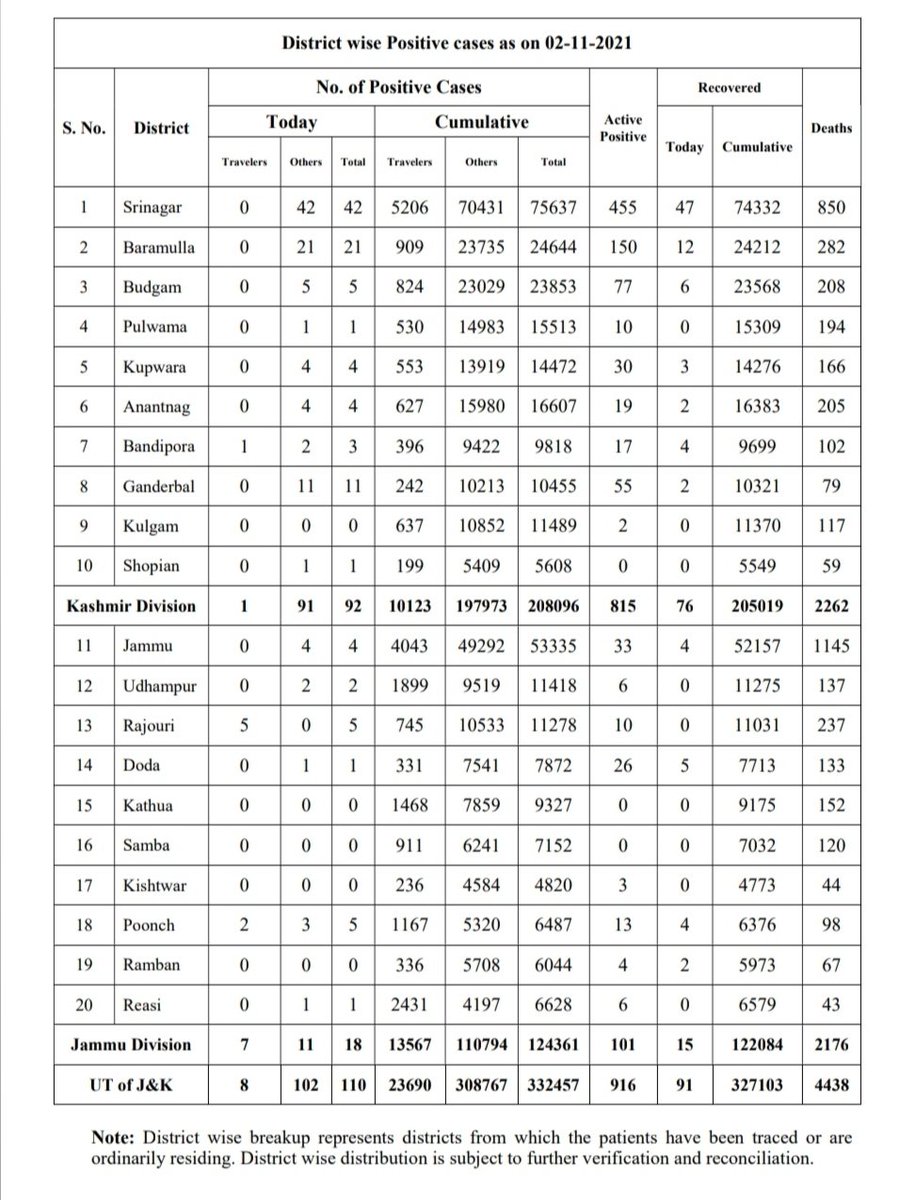 District wise Positive cases as on 02-11-2021
S. No. District No. of Positive Cases Active Positive Recovered Deaths
Today Cumulative Today Cumulative
Travelers Others Total Travelers Others Total
1 Srinagar 0 42 42 5206 70431 75637 455 47 74332 850
2 Baramulla 0 21 21 909 23735 24644 150 12 24212 282
3 Budgam 0 5 5 824 23029 23853 77 6 23568 208
4 Pulwama 0 1 1 530 14983 15513 10 0 15309 194
5 Kupwara 0 4 4 553 13919 14472 30 3 14276 166
6 Anantnag 0 4 4 627 15980 16607 19 2 16383 205
7 Bandipora 1 2 3 396 9422 9818 17 4 9699 102
8 Ganderbal 0 11 11 242 10213 10455 55 2 10321 79
9 Kulgam 0 0 0 637 10852 11489 2 0 11370 117
10 Shopian 0 1 1 199 5409 5608 0 0 5549 59
Kashmir Division 1 91 92 10123 197973 208096 815 76 205019 2262
11 Jammu 0 4 4 4043 49292 53335 33 4 52157 1145
12 Udhampur 0 2 2 1899 9519 11418 6 0 11275 137
13 Rajouri 5 0 5 745 10533 11278 10 0 11031 237
14 Doda 0 1 1 331 7541 7872 26 5 7713 133
15 Kathua 0 0 0 1468 7859 9327 0 0 9175 152
16 Samba 0 0 0 911 6241 7152 0 0 7032 120
17 Kishtwar 0 0 0 236 4584 4820 3 0 4773 44
18 Poonch 2 3 5 1167 5320 6487 13 4 6376 98
19 Ramban 0 0 0 336 5708 6044 4 2 5973 67
20 Reasi 0 1 1 2431 4197 6628 6 0 6579 43
Jammu Division 7 11 18 13567 110794 124361 101 15 122084 2176
UT of J&K 8 102 110 23690 308767 332457 916 91 327103 4438
Note: District wise breakup represents districts from which the patients have been traced or are
ordinarily residing. District wise distribution is subject to further verification and reconciliation.